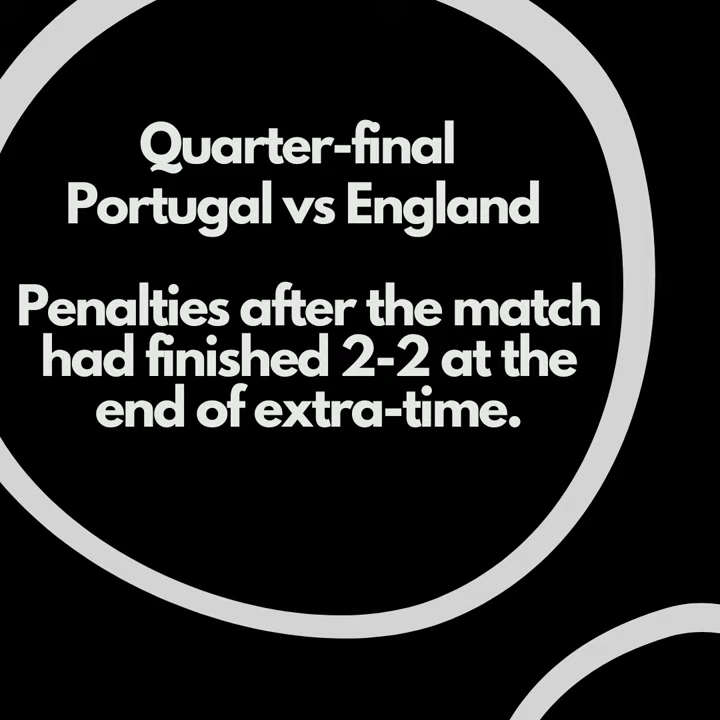 Quarter-final
Portugal vs England
Penalties after the match
had finished 2-2 at the
end of extra-time.